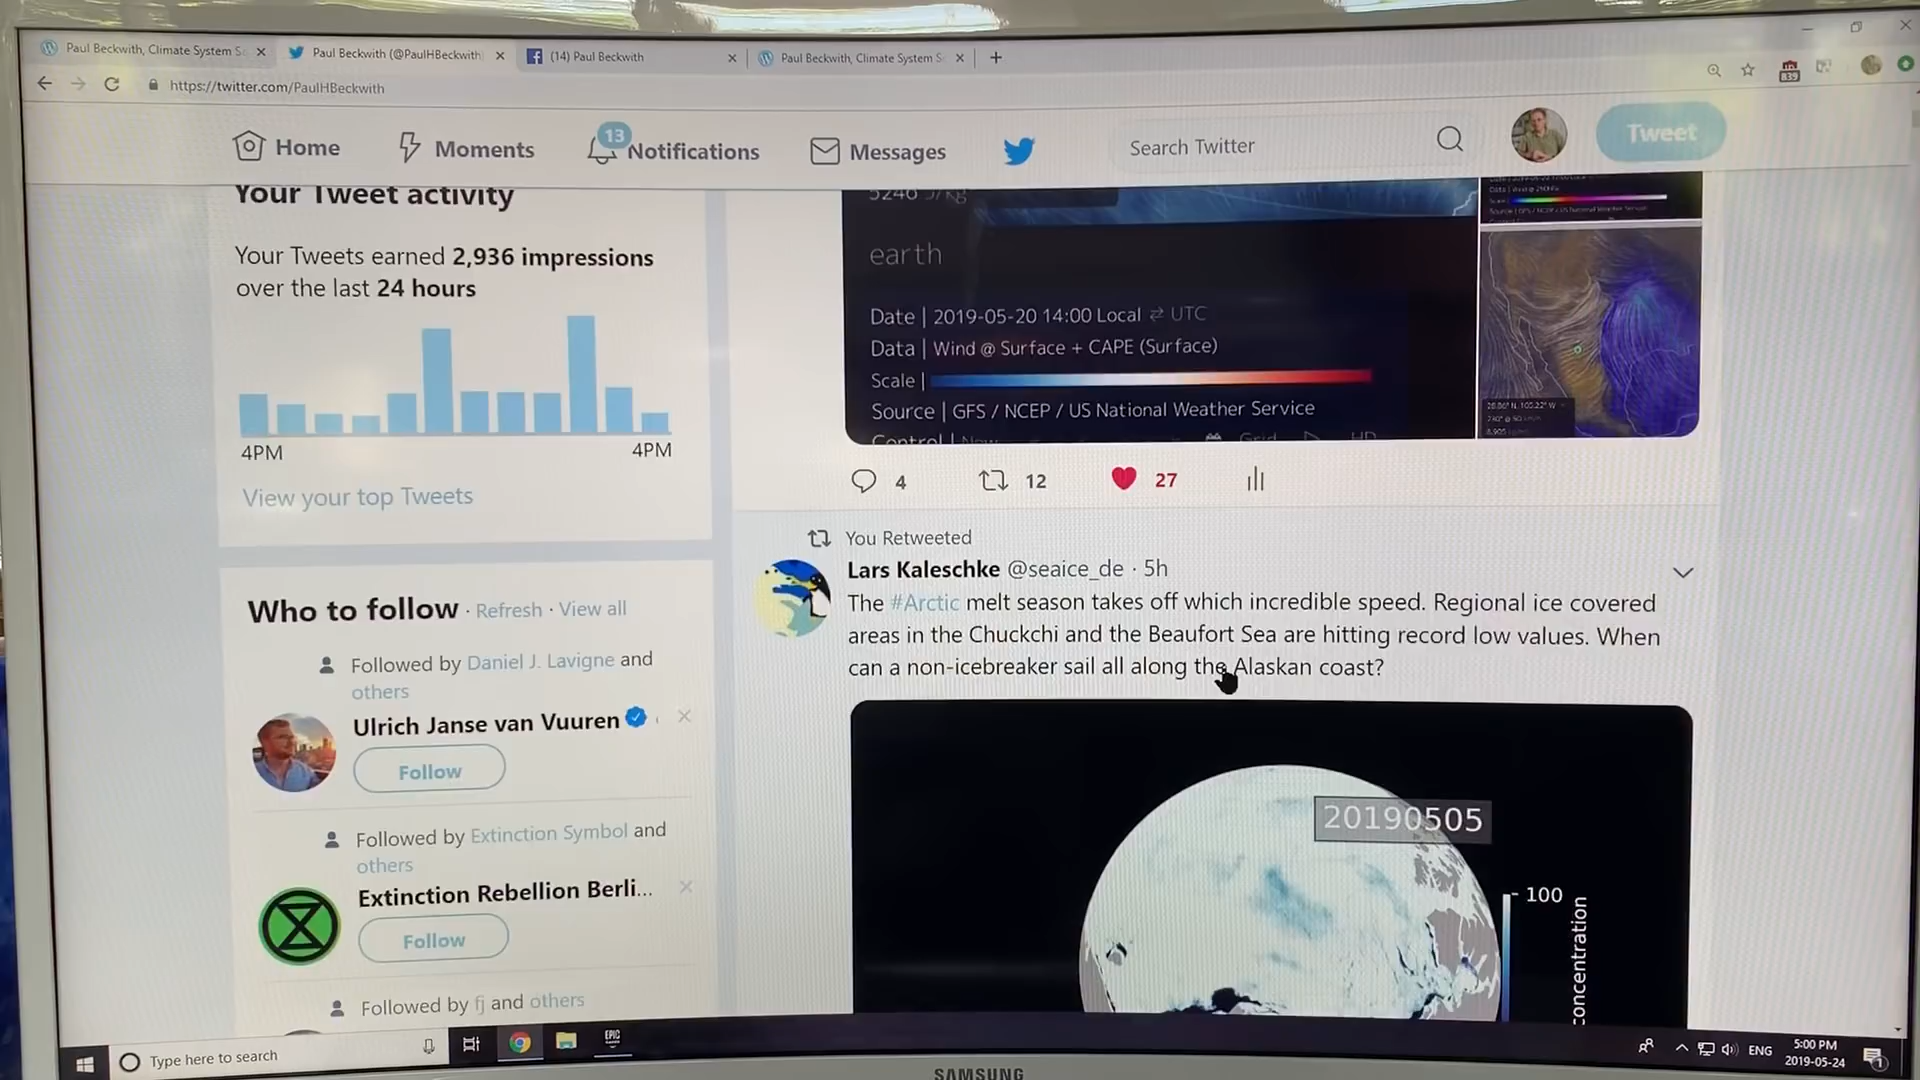 Paul Beckwith, Climate System S
Paul Beckwith (@PaulHBeckwith
(14) Paul Beckwith
Paul Beckwith, Climate System S
https://twitter.com/PaulHBeckwith
Home
Moments
13
Notifications
Messages
Search Twitter
Tweet
Your Tweet activity
Your Tweets earned 2,936 impressions
over the last 24 hours
4PM
4PM
View your top Tweets
Who to follow · Refresh · View all
Followed by Daniel J. Lavigne and
others
Ulrich Janse van Vuuren
Follow
Followed by Extinction Symbol and
others
Extinction Rebellion Berli...
Follow
Followed by fj and others
5240 J/kg
earth
Date | 2019-05-20 14:00 Local ⇄ UTC
Data | Wind @ Surface + CAPE (Surface)
Scale |
Source | GFS / NCEP / US National Weather Service
Control | Now
Grid
HD
4
12
27
You Retweeted
Lars Kaleschke @seaice_de · 5h
The #Arctic melt season takes off which incredible speed. Regional ice covered
areas in the Chuckchi and the Beaufort Sea are hitting record low values. When
can a non-icebreaker sail all along the Alaskan coast?
20190505
100
concentration
Type here to search
EPIC
ENG
5:00 PM
2019-05-24
1
SAMSUNG